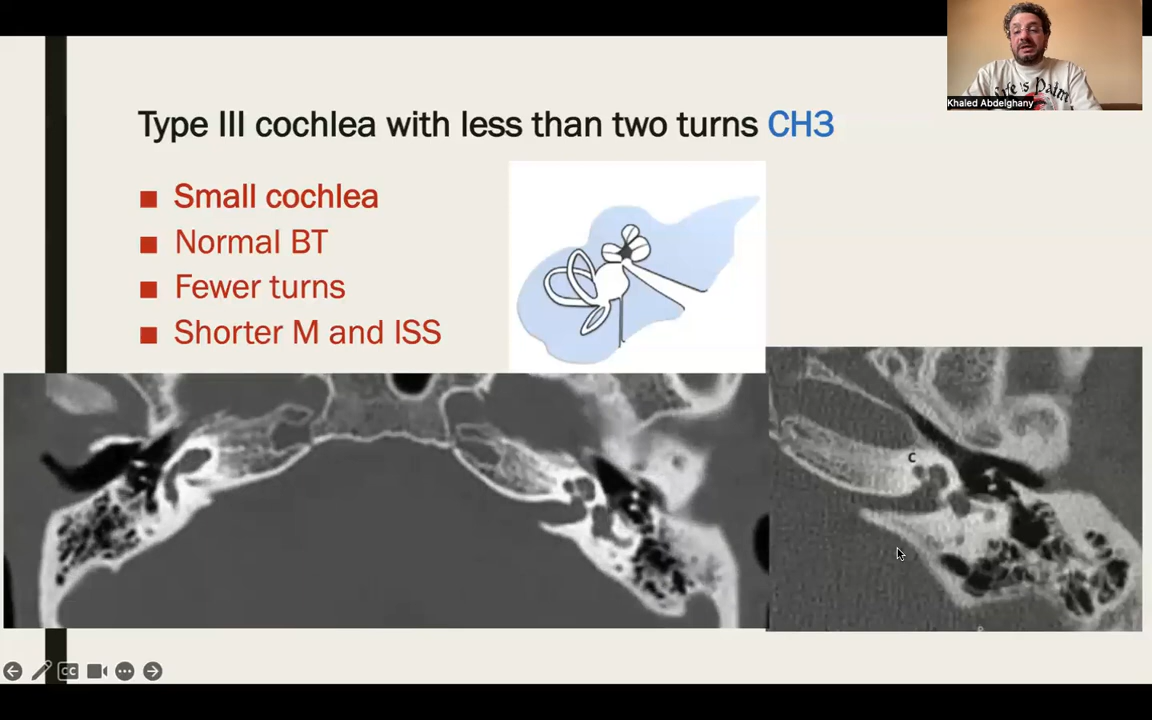 Khaled Abdelghany
Type III cochlea with less than two turns CH3
Small cochlea
Normal BT
Fewer turns
Shorter M and ISS
C
CC